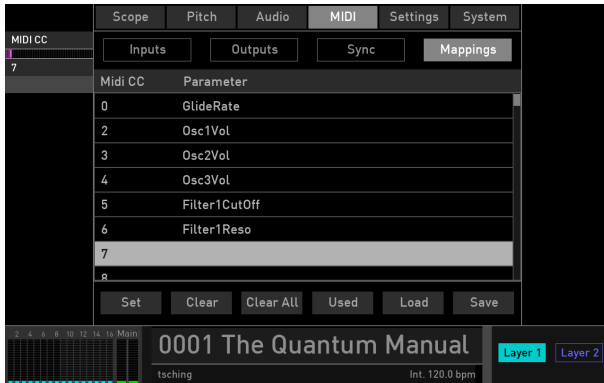 Scope Pitch Audio MIDI Settings System
MIDI CC
7
Inputs Outputs Sync Mappings
Midi CC Parameter
0 GlideRate
2 Osc1Vol
3 Osc2Vol
4 Osc3Vol
5 Filter1CutOff
6 Filter1Reso
7
8
Set Clear Clear All Used Load Save
2 4 6 8 10 12 14 16 Main
0001 The Quantum Manual
tsching Int. 120.0 bpm
Layer 1 Layer 2